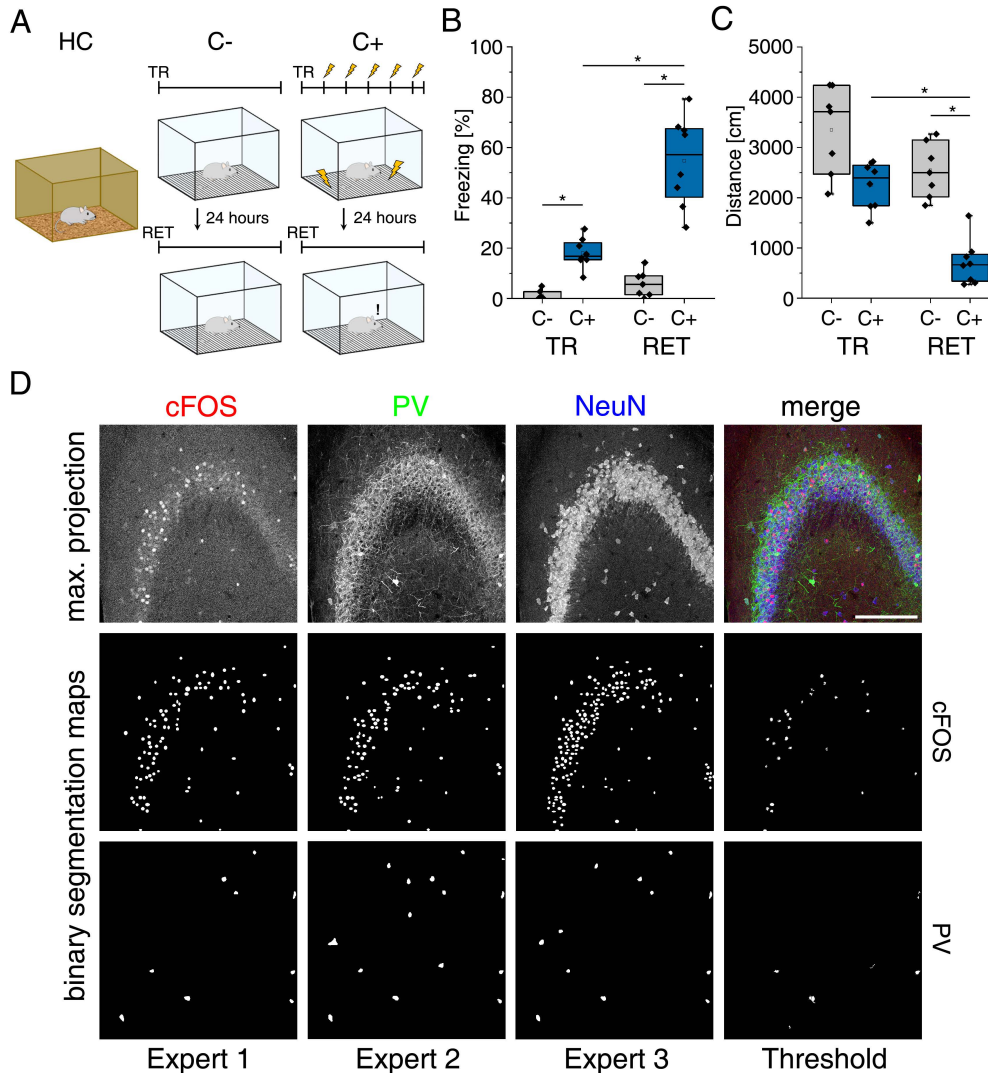 A
HC
C-
C+
TR
TR
24 hours
24 hours
RET
RET
!
B
Freezing [%]
100
80
60
40
20
0
*
*
*
C-
C+
C-
C+
TR
RET
C
Distance [cm]
5000
4000
3000
2000
1000
0
*
*
C-
C+
C-
C+
TR
RET
D
cFOS
PV
NeuN
merge
max. projection
binary segmentation maps
cFOS
PV
Expert 1
Expert 2
Expert 3
Threshold